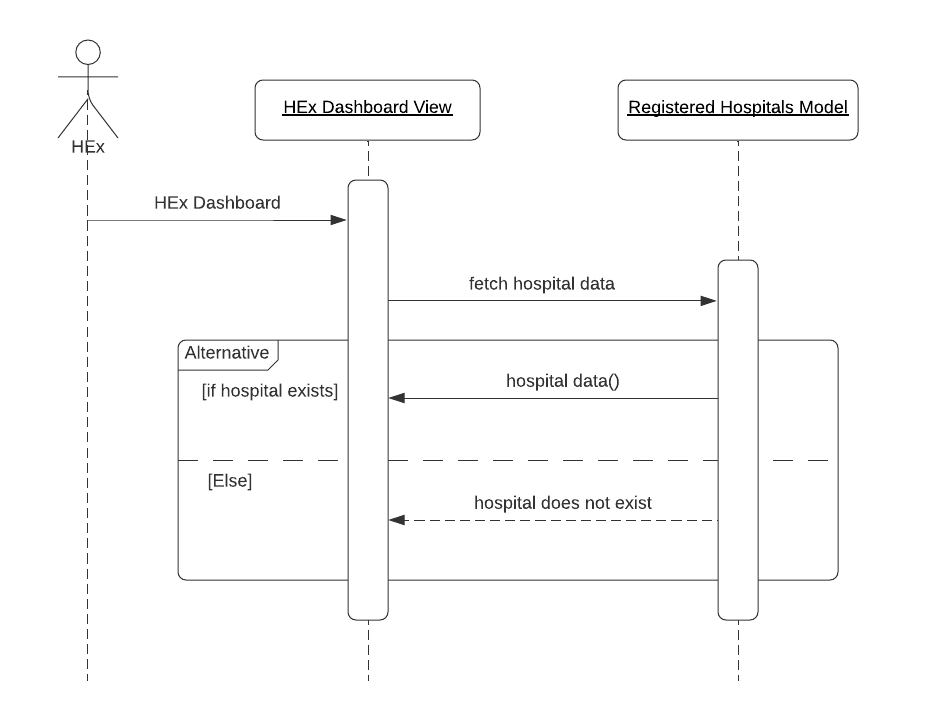 HEx Dashboard View
Registered Hospitals Model
HEx
HEx Dashboard
fetch hospital data
Alternative
hospital data()
[if hospital exists]
[Else]
hospital does not exist